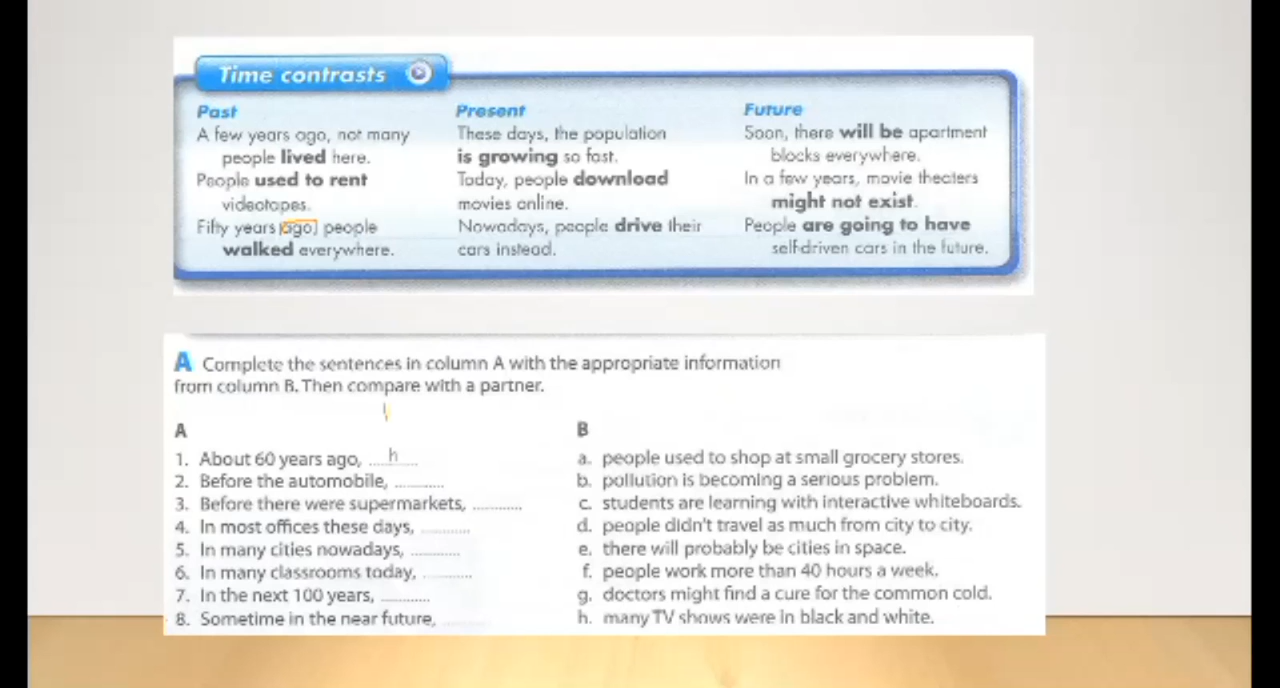 Time contrasts
Past
A few years ago, not many
people lived here.
People used to rent
videotapes.
Fifty years (ago) people
walked everywhere.
Present
These days, the population
is growing so fast.
Today, people download
movies online.
Nowadays, people drive their
cars instead.
Future
Soon, there will be apartment
blocks everywhere.
In a few years, movie theaters
might not exist.
People are going to have
self-driven cars in the future.
A Complete the sentences in column A with the appropriate information
from column B. Then compare with a partner.
A
1. About 60 years ago, ....h....
2. Before the automobile, ............
3. Before there were supermarkets, ............
4. In most offices these days, ............
5. In many cities nowadays, ............
6. In many classrooms today, ............
7. In the next 100 years, ............
8. Sometime in the near future, ............
B
a. people used to shop at small grocery stores.
b. pollution is becoming a serious problem.
c. students are learning with interactive whiteboards.
d. people didn't travel as much from city to city.
e. there will probably be cities in space.
f. people work more than 40 hours a week.
g. doctors might find a cure for the common cold.
h. many TV shows were in black and white.